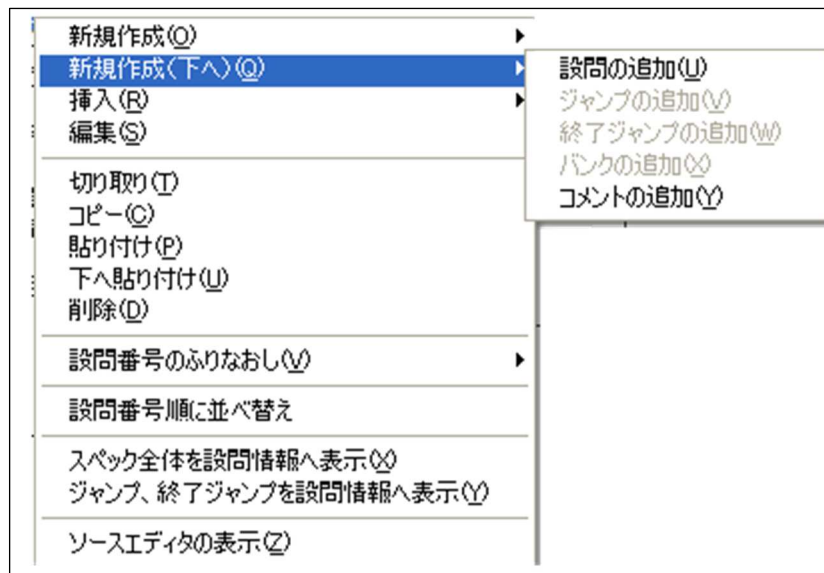 新規作成(O)
新規作成(下へ)(Q)
挿入(R)
編集(S)
切り取り(T)
コピー(C)
貼り付け(P)
下へ貼り付け(U)
削除(D)
設問番号のふりなおし(V)
設問番号順に並べ替え
スペック全体を設問情報へ表示(X)
ジャンプ、終了ジャンプを設問情報へ表示(Y)
ソースエディタの表示(Z)
設問の追加(U)
ジャンプの追加(V)
終了ジャンプの追加(W)
バンクの追加(X)
コメントの追加(Y)